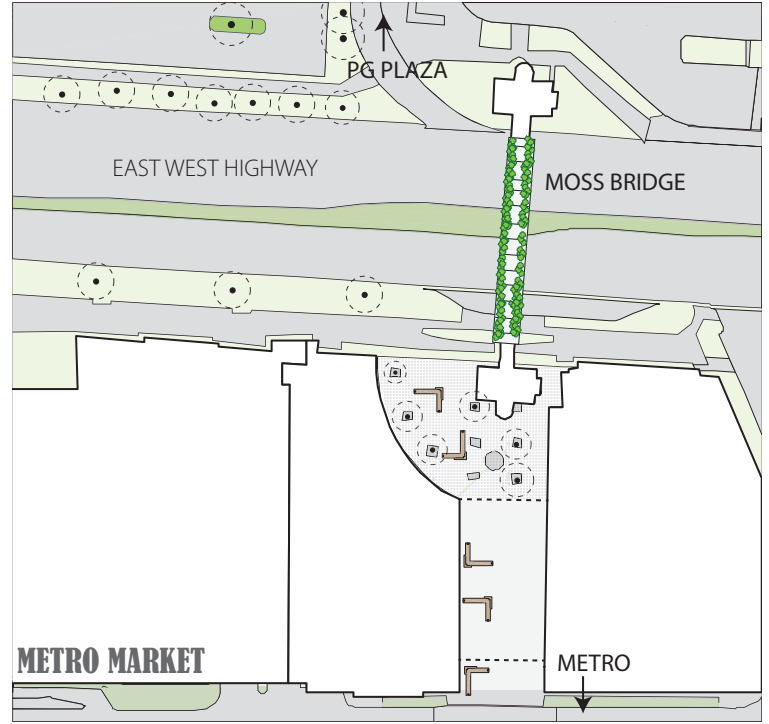 PG PLAZA
EAST WEST HIGHWAY
MOSS BRIDGE
METRO MARKET
METRO